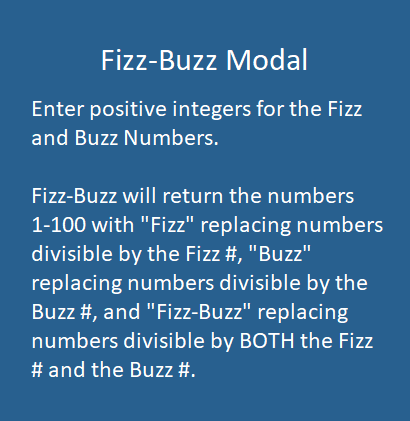 Fizz-Buzz Modal
Enter positive integers for the Fizz
and Buzz Numbers.
Fizz-Buzz will return the numbers
1-100 with "Fizz" replacing numbers
divisible by the Fizz #, "Buzz"
replacing numbers divisible by the
Buzz #, and "Fizz-Buzz" replacing
numbers divisible by BOTH the Fizz
# and the Buzz #.